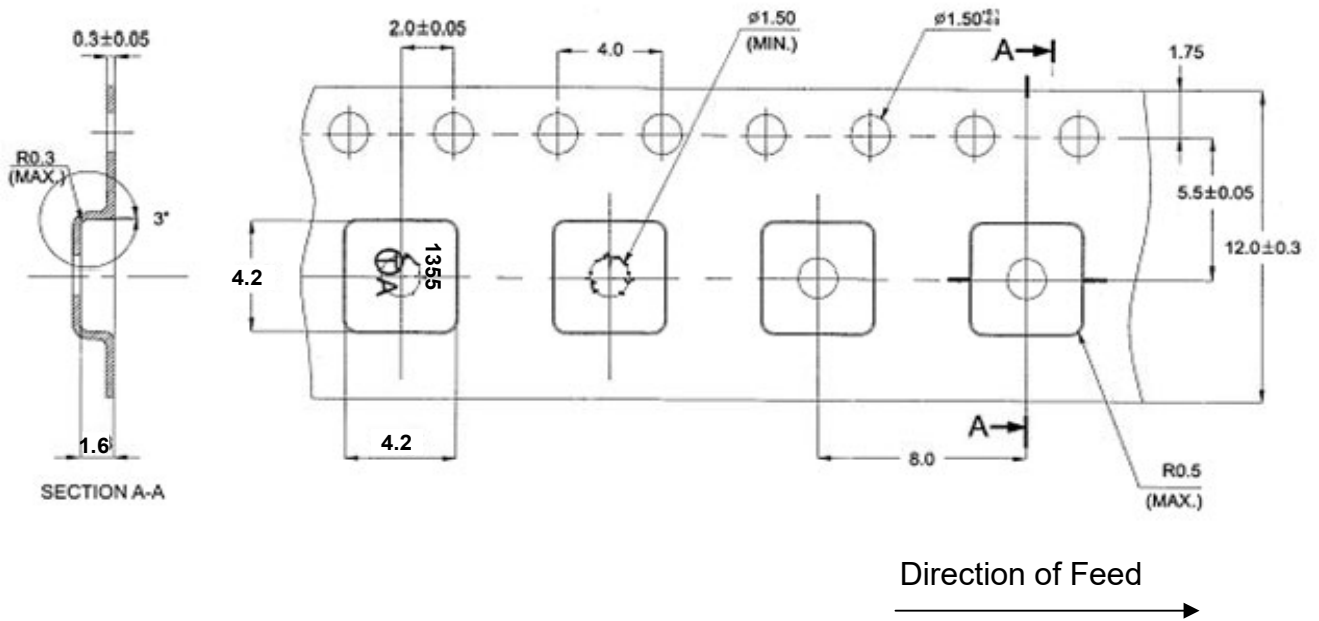 0.3±0.05
2.0±0.05
4.0
ø1.50
(MIN.)
ø1.50
A
1.75
R0.3
(MAX.)
3°
5.5±0.05
12.0±0.3
4.2
1355
A
1.6
4.2
A
8.0
R0.5
(MAX.)
SECTION A-A
Direction of Feed